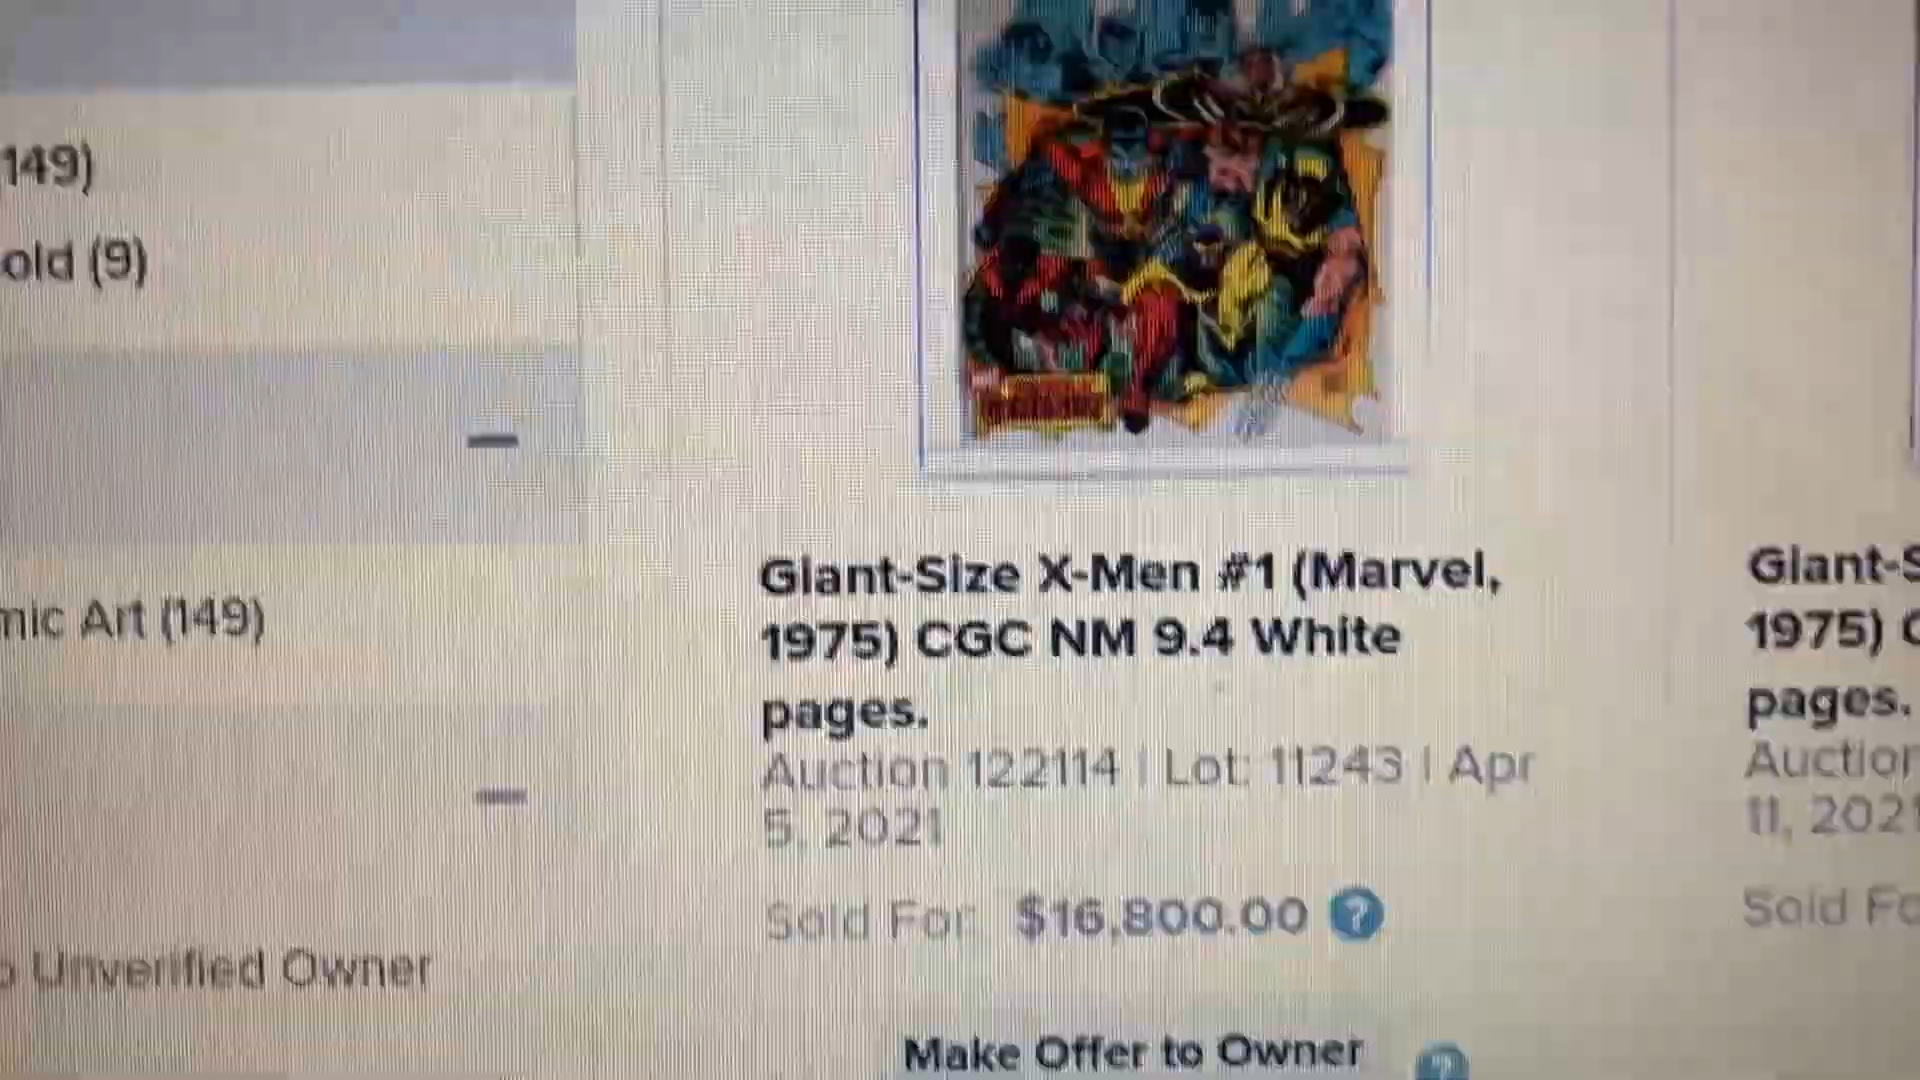 149)
old (9)
mic Art (149)
Unverified Owner
Giant-Size X-Men #1 (Marvel,
1975) CGC NM 9.4 White
pages.
Auction 122114 | Lot: 11243 | Apr
5, 2021
Sold For: $16,800.00 ?
Make Offer to Owner ?
Giant-S
1975) C
pages.
Auction
11, 2021
Sold Fo